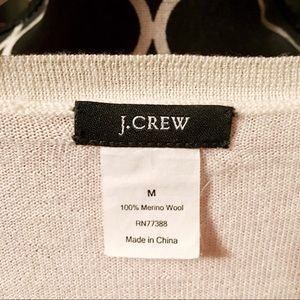 J.CREW
M
100% Merino Wool
RN77388
Made in China